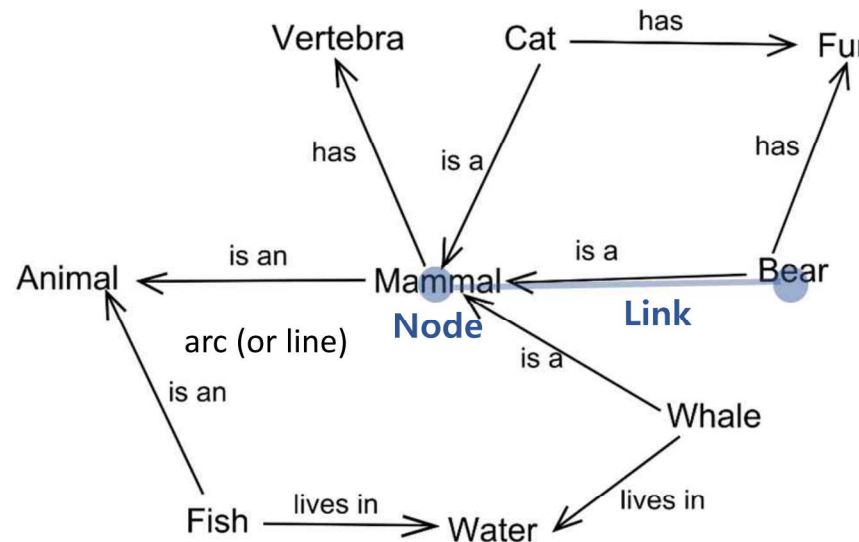 Vertebra
Cat
has
Fur
has
is a
has
Animal
is an
Mammal
is a
Bear
Node
Link
arc (or line)
is a
is an
Whale
Fish
lives in
Water
lives in